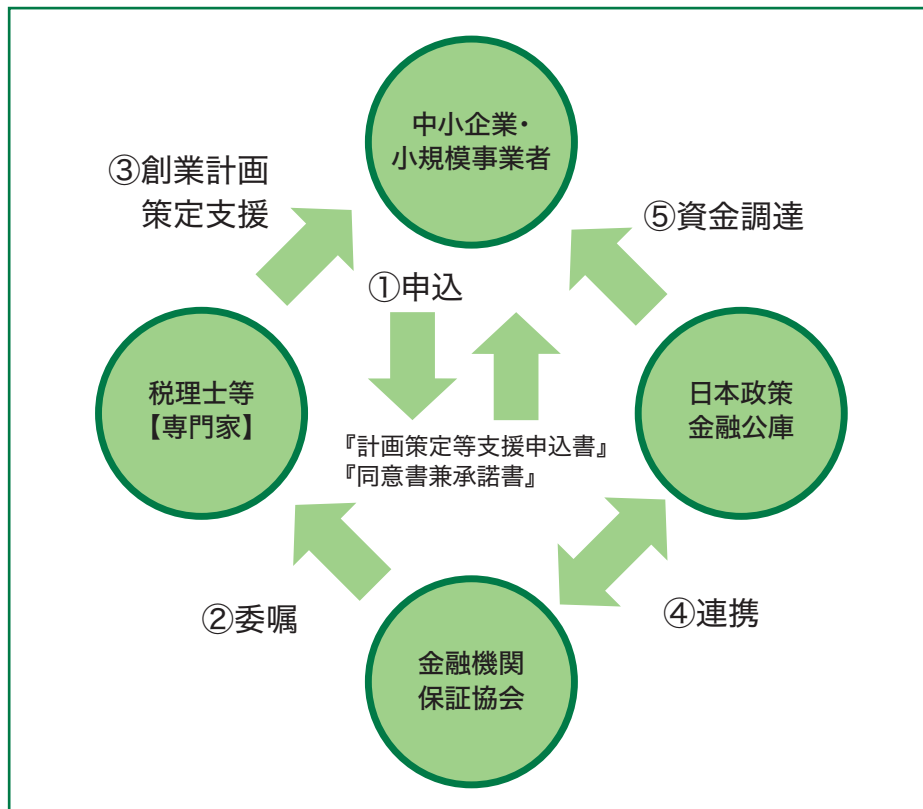 中小企業・
小規模事業者
③創業計画
策定支援
⑤資金調達
①申込
税理士等
【専門家】
日本政策
金融公庫
『計画策定等支援申込書』
『同意書兼承諾書』
②委嘱
④連携
金融機関
保証協会